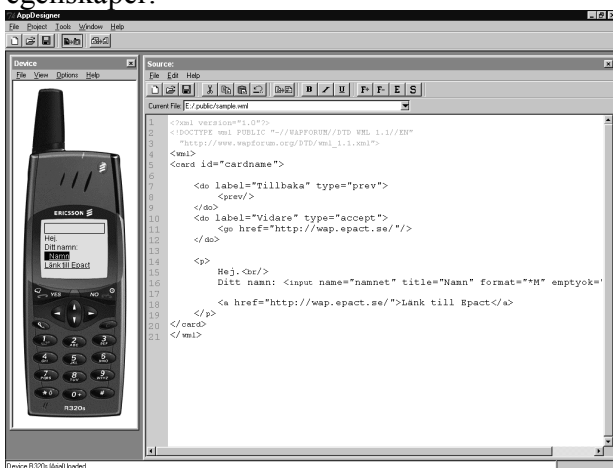 egenskaper:
AppDesigner
File Project Tools Window Help
Device
File View Options Help
ERICSSON
Hej.
Ditt namn:
Namn
Länk till Epact
YES NO
R320s
Source:
File Edit Help
B I U F+ F- E S
Current File: E:/.public/sample.wml
1 <?xml version="1.0"?>
2 <!DOCTYPE wml PUBLIC "-//WAPFORUM//DTD WML 1.1//EN"
3 "http://www.wapforum.org/DTD/wml_1.1.xml">
4 <wml>
5 <card id="cardname">
6
7 <do label="Tillbaka" type="prev">
8 <prev/>
9 </do>
10 <do label="Vidare" type="accept">
11 <go href="http://wap.epact.se/"/>
12 </do>
13
14 <p>
15 Hej.<br/>
16 Ditt namn: <input name="namnet" title="Namn" format="*M" emptyok='
17
18 <a href="http://wap.epact.se/">Länk till Epact</a>
19 </p>
20 </card>
21 </wml>
Device R320s (Arial) loaded